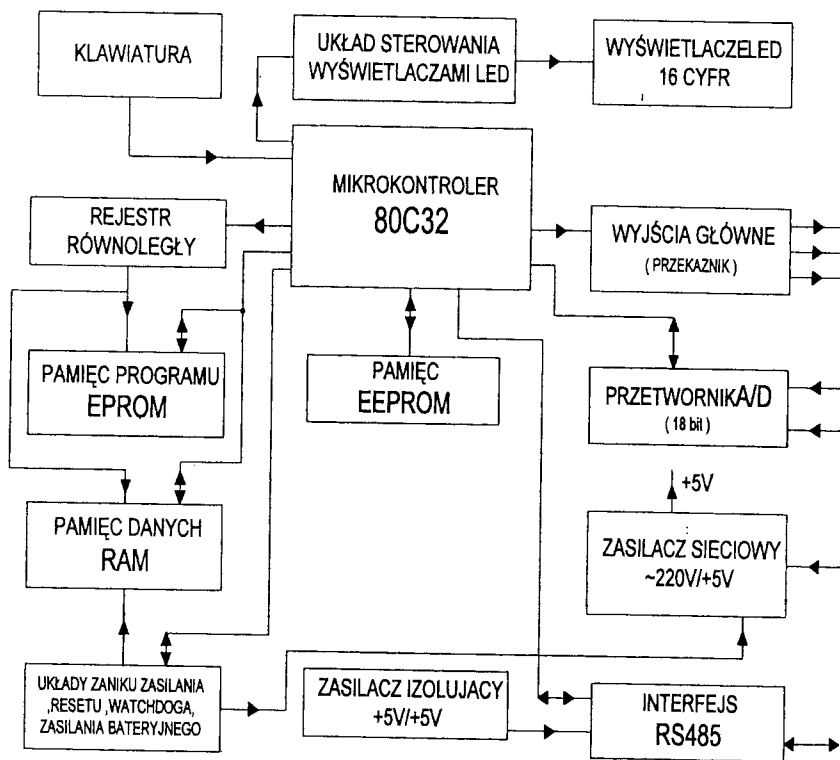 KLAWIATURA
UKŁAD STEROWANIA
WYŚWIETLACZAMI LED
WYŚWIETLACZELED
16 CYFR
MIKROKONTROLER
80C32
REJESTR
RÓWNOLEGŁY
WYJŚCIA GŁÓWNE
( PRZEKAZNIK )
PAMIĘC PROGRAMU
EPROM
PAMIĘC
EEPROM
PRZETWORNIKA/D
( 18 bit )
+5V
PAMIĘC DANYCH
RAM
ZASILACZ SIECIOWY
~220V/+5V
UKŁADY ZANIKU ZASILANIA
,RESETU ,WATCHDOGA,
ZASILANIA BATERYJNEGO
ZASILACZ IZOLUJACY
+5V/+5V
INTERFEJS
RS485